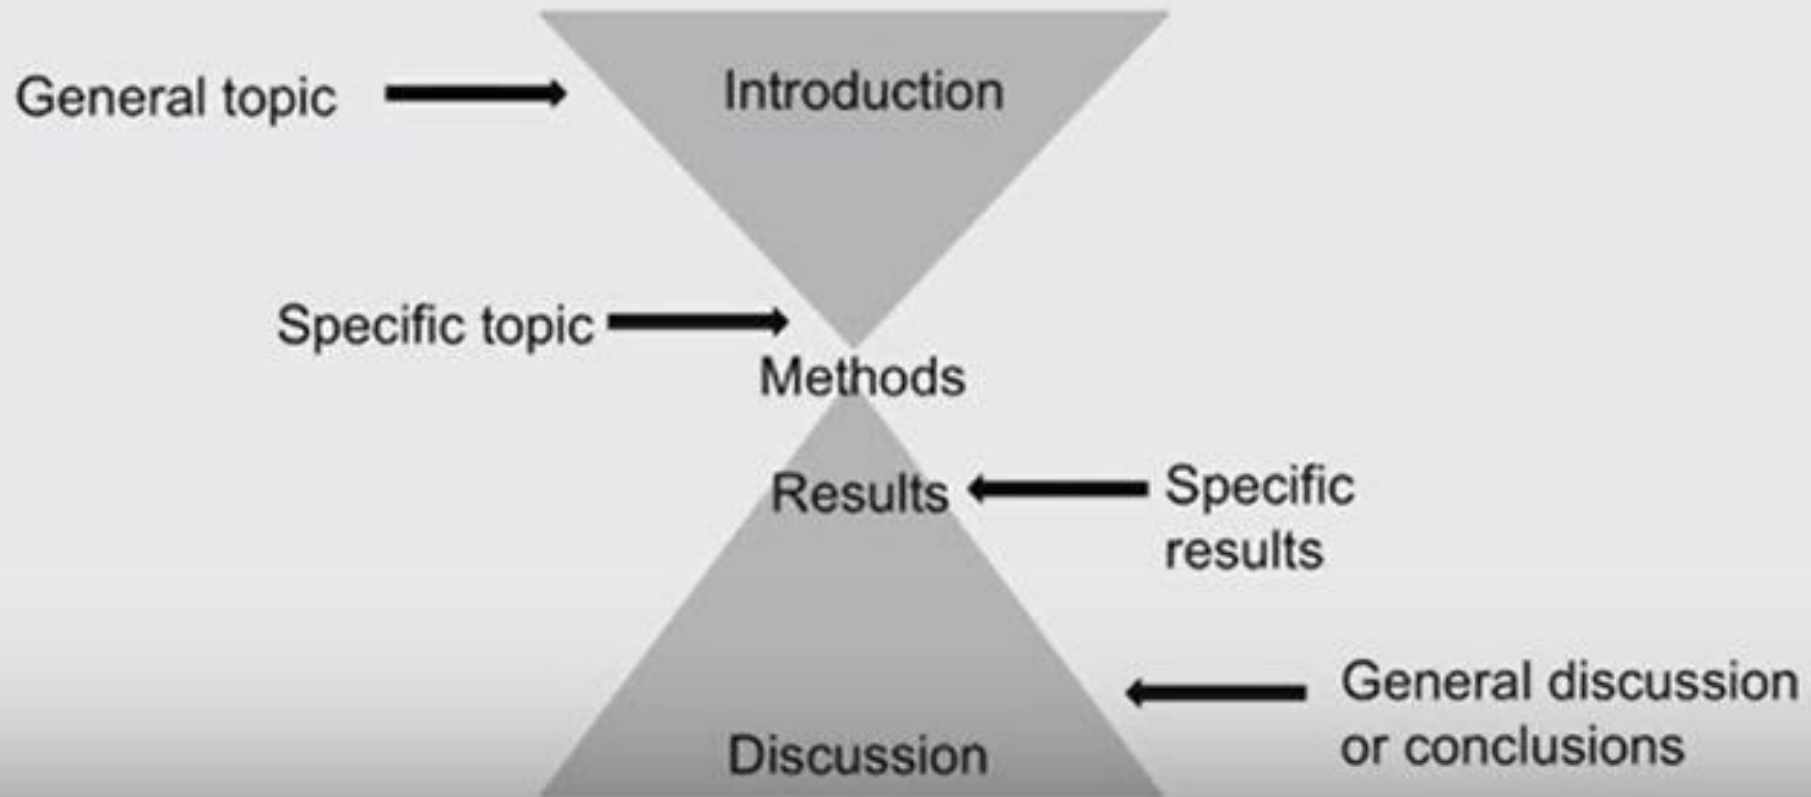 General topic
Introduction
Specific topic
Methods
Results
Specific
results
General discussion
or conclusions
Discussion